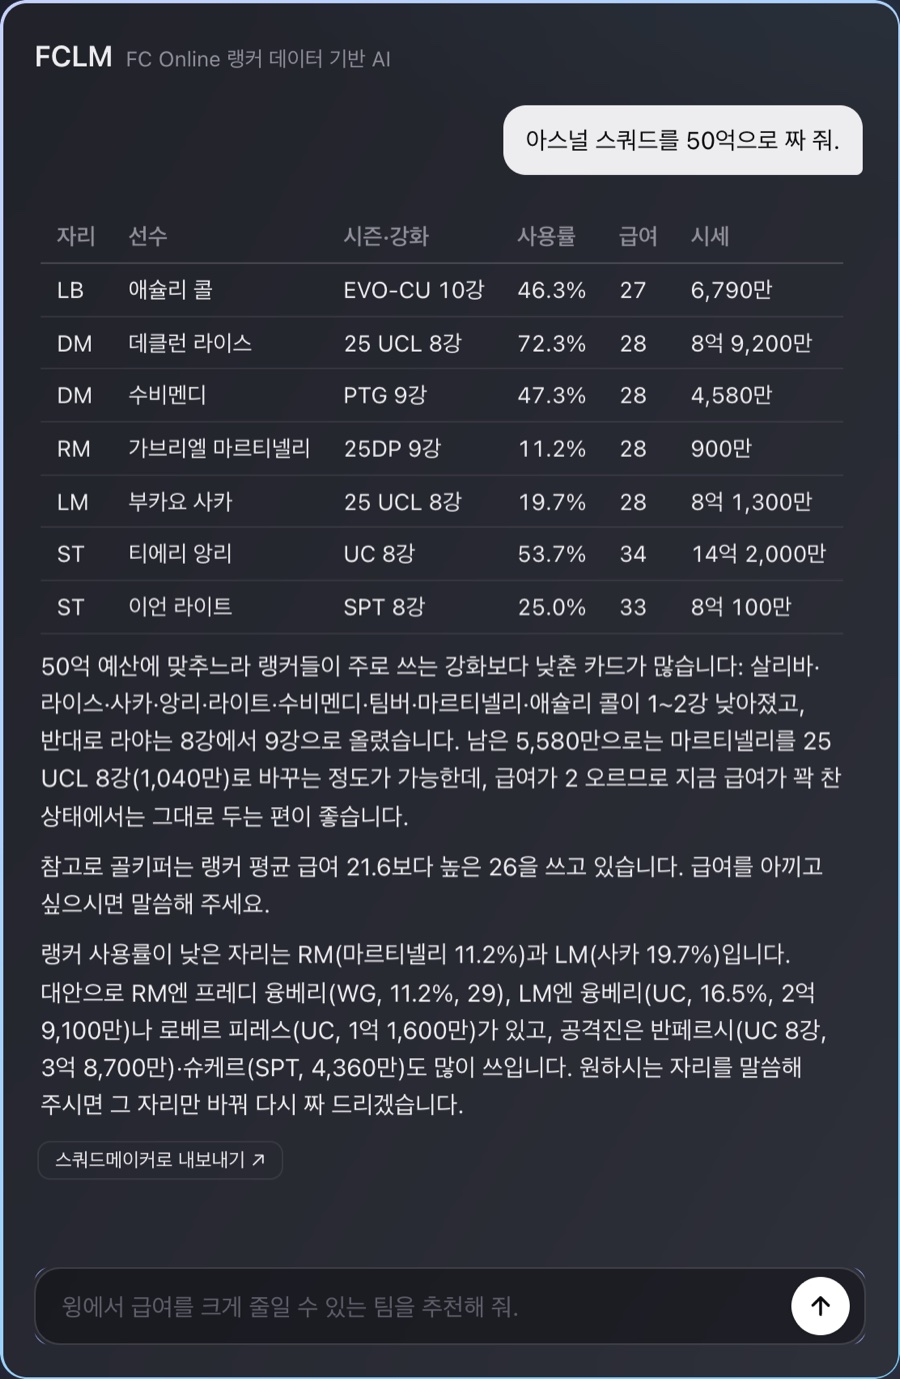 FCLM FC Online 랭커 데이터 기반 AI
아스널 스쿼드를 50억으로 짜 줘.
자리 선수 시즌·강화 사용률 급여 시세
LB 애슐리 콜 EVO-CU 10강 46.3% 27 6,790만
DM 데클런 라이스 25 UCL 8강 72.3% 28 8억 9,200만
DM 수비멘디 PTG 9강 47.3% 28 4,580만
RM 가브리엘 마르티넬리 25DP 9강 11.2% 28 900만
LM 부카요 사카 25 UCL 8강 19.7% 28 8억 1,300만
ST 티에리 앙리 UC 8강 53.7% 34 14억 2,000만
ST 이언 라이트 SPT 8강 25.0% 33 8억 100만
50억 예산에 맞추느라 랭커들이 주로 쓰는 강화보다 낮춘 카드가 많습니다: 살리바·
라이스·사카·앙리·라이트·수비멘디·팀버·마르티넬리·애슐리 콜이 1~2강 낮아졌고,
반대로 라야는 8강에서 9강으로 올렸습니다. 남은 5,580만으로는 마르티넬리를 25
UCL 8강(1,040만)로 바꾸는 정도가 가능한데, 급여가 2 오르므로 지금 급여가 꽉 찬
상태에서는 그대로 두는 편이 좋습니다.
참고로 골키퍼는 랭커 평균 급여 21.6보다 높은 26을 쓰고 있습니다. 급여를 아끼고
싶으시면 말씀해 주세요.
랭커 사용률이 낮은 자리는 RM(마르티넬리 11.2%)과 LM(사카 19.7%)입니다.
대안으로 RM엔 프레디 융베리(WG, 11.2%, 29), LM엔 융베리(UC, 16.5%, 2억
9,100만)나 로베르 피레스(UC, 1억 1,600만)가 있고, 공격진은 반페르시(UC 8강,
3억 8,700만)·슈케르(SPT, 4,360만)도 많이 쓰입니다. 원하시는 자리를 말씀해
주시면 그 자리만 바꿔 다시 짜 드리겠습니다.
스쿼드메이커로 내보내기 ↗
윙에서 급여를 크게 줄일 수 있는 팀을 추천해 줘.